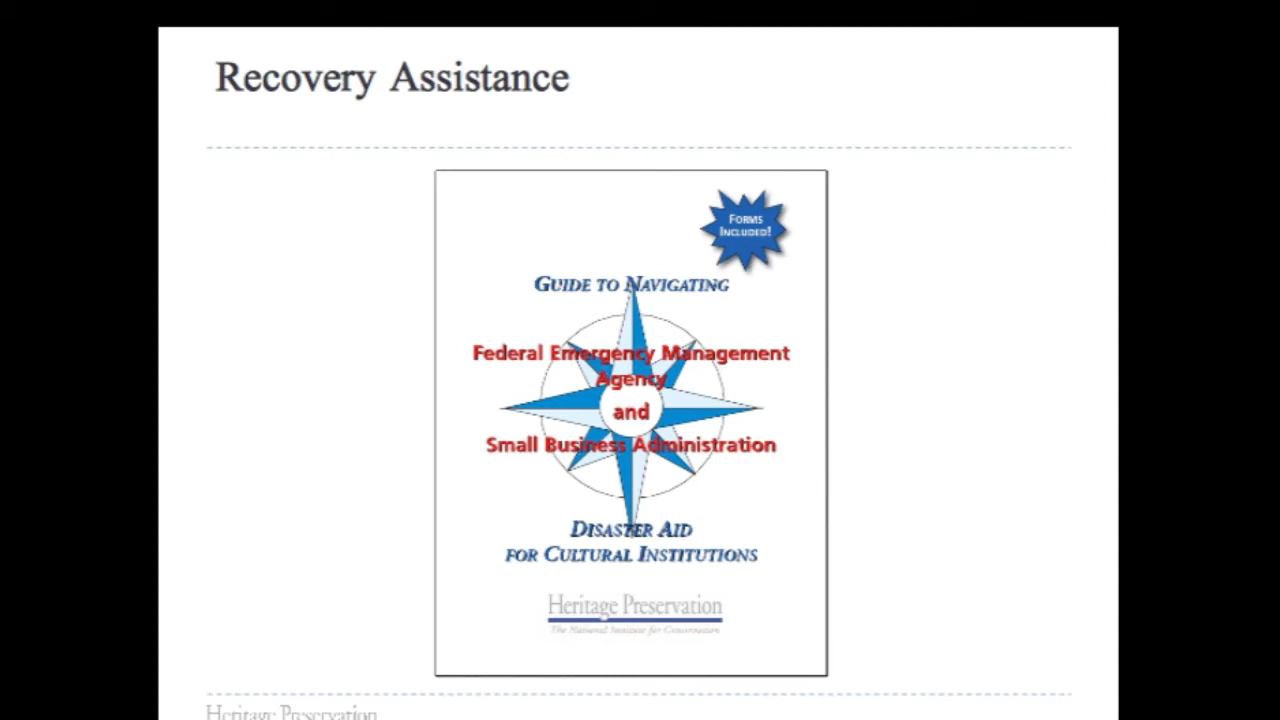 Recovery Assistance
FORMS
INCLUDED!
GUIDE TO NAVIGATING
Federal Emergency Management
Agency
and
Small Business Administration
DISASTER AID
FOR CULTURAL INSTITUTIONS
Heritage Preservation
The National Institute for Conservation
Heritage Preservation